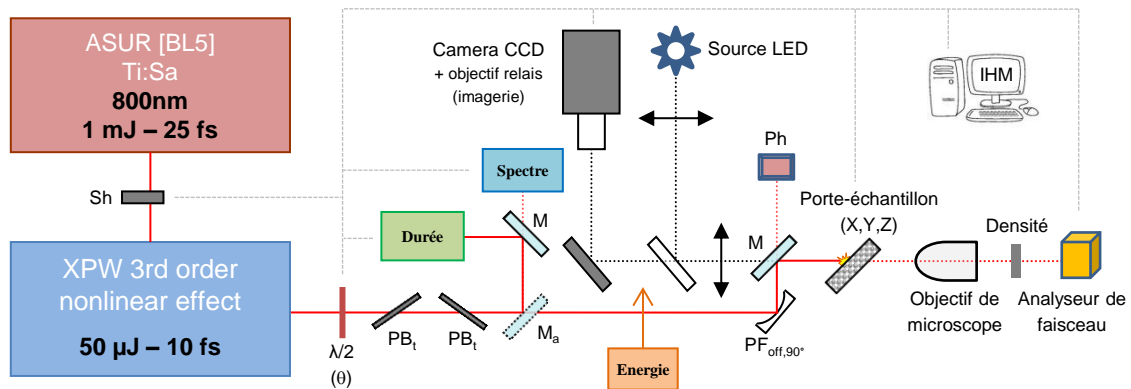 ASUR [BL5]
Ti:Sa
800nm
1 mJ – 25 fs
Sh
XPW 3rd order
nonlinear effect
50 µJ – 10 fs
λ/2
(θ)
PBt
PBt
Ma
Durée
Spectre
M
Camera CCD
+ objectif relais
(imagerie)
Source LED
Energie
Ph
M
PFoff,90°
Porte-échantillon
(X,Y,Z)
IHM
Objectif de
microscope
Densité
Analyseur de
faisceau